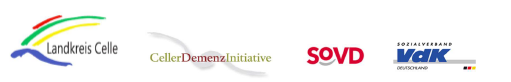 Landkreis Celle
CellerDemenzInitiative
SoVD
SOZIALVERBAND
VdK
DEUTSCHLAND